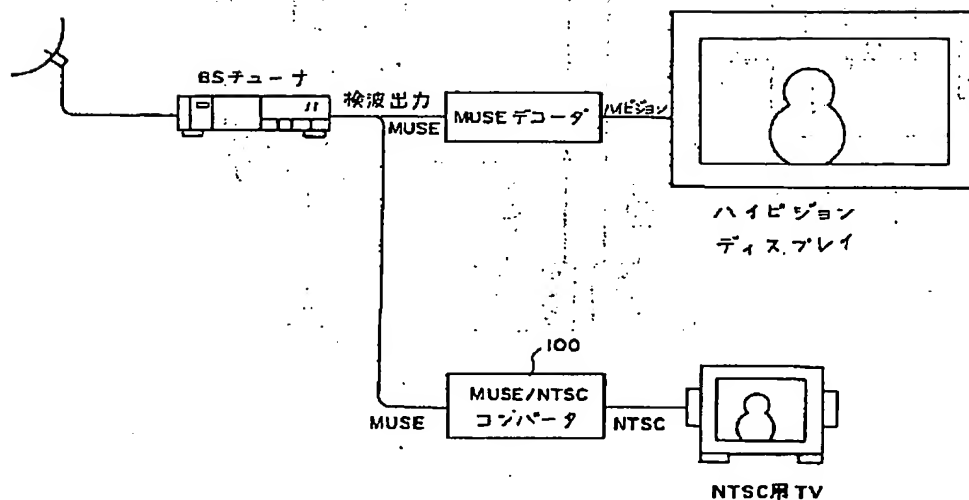 BSチューナ
検波出力
MUSE
MUSEデコーダ
ハイビジョン
ハイビジョン
ディスプレイ
100
MUSE/NTSC
コンバータ
MUSE
NTSC
NTSC用TV